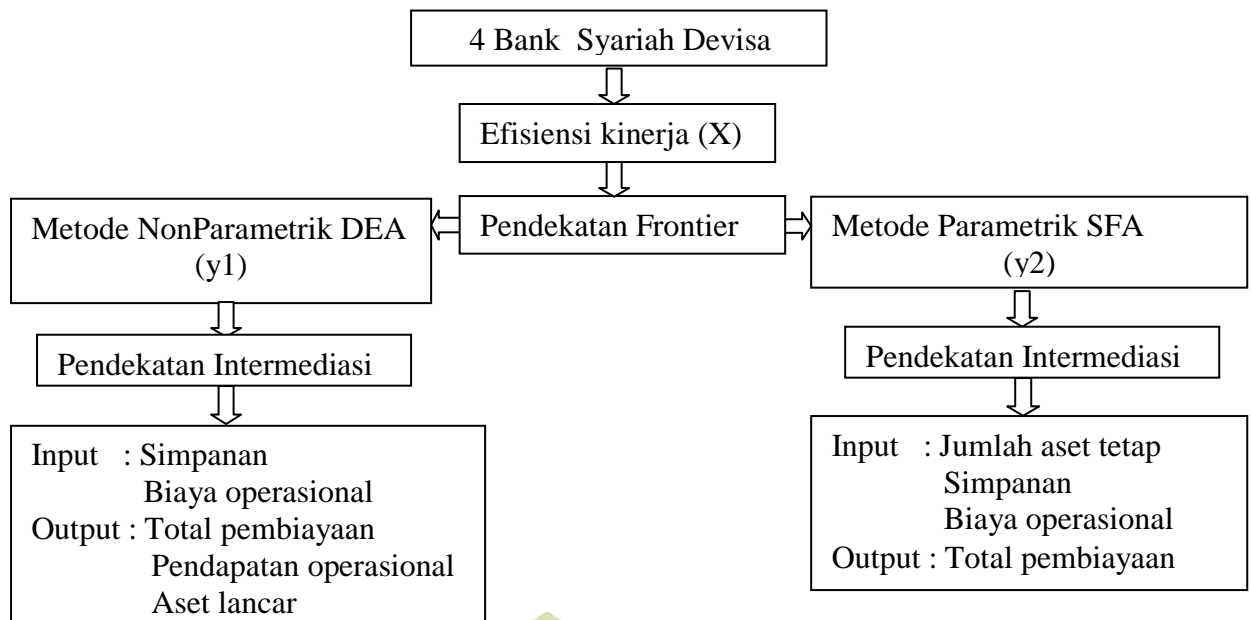 4 Bank Syariah Devisa
Efisiensi kinerja (X)
Pendekatan Frontier
Metode NonParametrik DEA
(y1)
Pendekatan Intermediasi
Input : Simpanan
Biaya operasional
Output : Total pembiayaan
Pendapatan operasional
Aset lancar
Metode Parametrik SFA
(y2)
Pendekatan Intermediasi
Input : Jumlah aset tetap
Simpanan
Biaya operasional
Output : Total pembiayaan